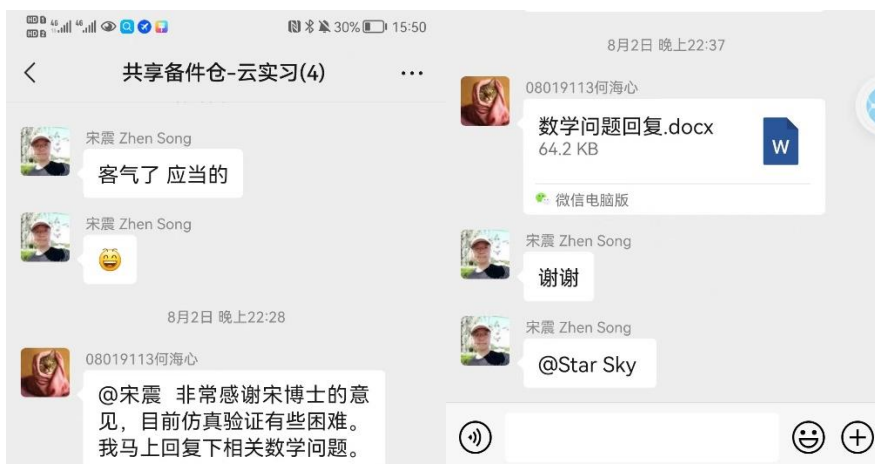 30% 15:50
共享备件仓-云实习(4)
宋震 Zhen Song
客气了 应当的
宋震 Zhen Song
8月2日 晚上22:28
08019113何海心
@宋震 非常感谢宋博士的意
见，目前仿真验证有些困难。
我马上回复下相关数学问题。
8月2日 晚上22:37
08019113何海心
数学问题回复.docx
64.2 KB
W
微信电脑版
宋震 Zhen Song
谢谢
宋震 Zhen Song
@Star Sky